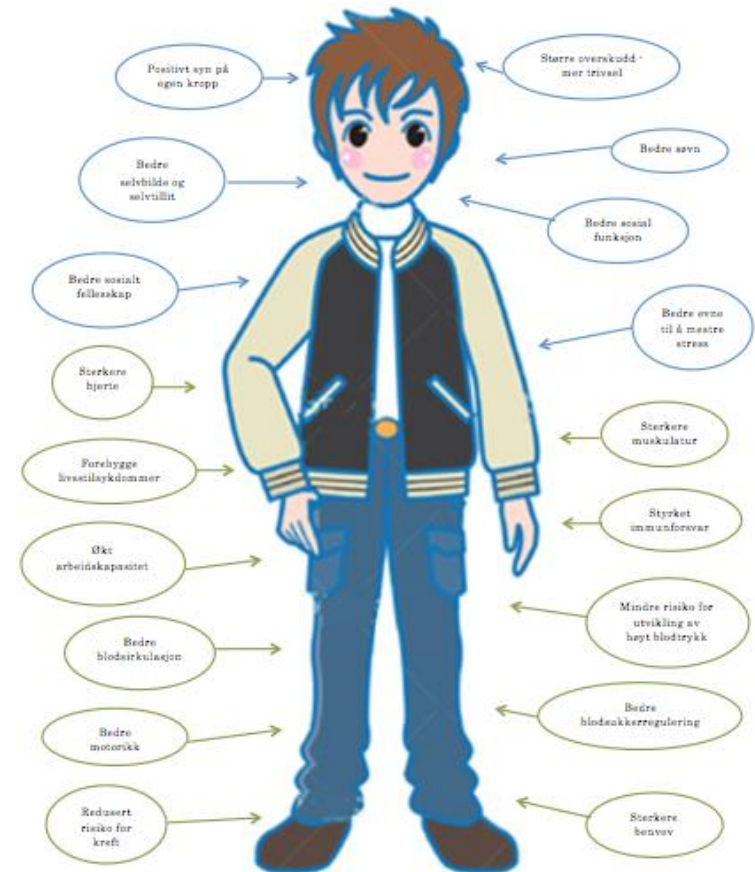 Positivt syn på
egen kropp
Større overskudd -
mer trivsel
Bedre
selvbilde og
selvtillit
Bedre søvn
Bedre sosial
funksjon
Bedre sosialt
fellesskap
Bedre evne
til å mestre
stress
Sterkere
hjerte
Sterkere
muskulatur
Forebygge
livsstilsykdommer
Styrket
immunforsvar
Økt
arbeidskapasitet
Mindre risiko for
utvikling av
høyt blodtrykk
Bedre
blodsirkulasjon
Bedre
blodsukkerregulering
Bedre
motorikk
Redusert
risiko for
kreft
Sterkere
benvev